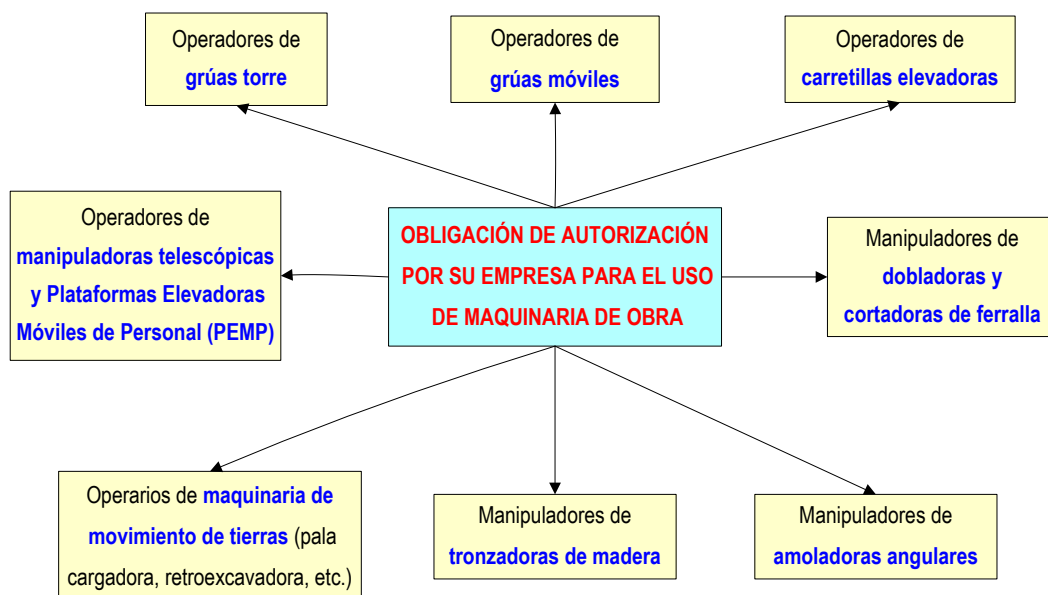 Operadores de
grúas torre
Operadores de
grúas móviles
Operadores de
carretillas elevadoras
Operadores de
manipuladoras telescópicas
y Plataformas Elevadoras
Móviles de Personal (PEMP)
OBLIGACIÓN DE AUTORIZACIÓN
POR SU EMPRESA PARA EL USO
DE MAQUINARIA DE OBRA
Manipuladores de
dobladoras y
cortadoras de ferralla
Operarios de maquinaria de
movimiento de tierras (pala
cargadora, retroexcavadora, etc.)
Manipuladores de
tronzadoras de madera
Manipuladores de
amoladoras angulares